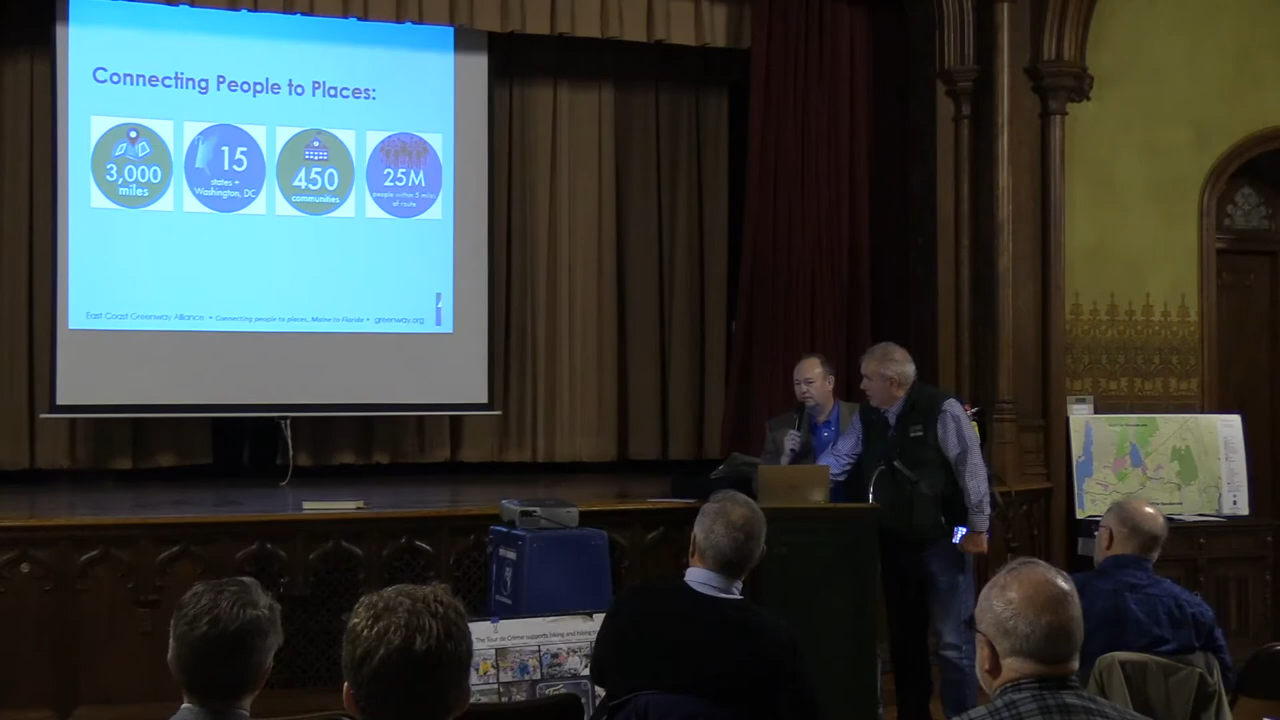 Connecting People to Places:
3,000
miles
15
states +
Washington, DC
450
communities
25M
people within 5 miles
of route
East Coast Greenway Alliance • Connecting people to places, Maine to Florida • greenway.org
The Tour de Creme supports biking and hiking